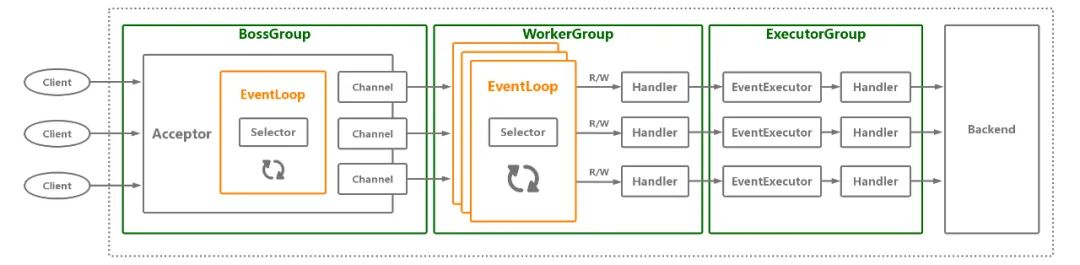 BossGroup
WorkerGroup
ExecutorGroup
Client
Client
Client
Acceptor
EventLoop
Selector
Channel
Channel
Channel
EventLoop
Selector
R/W
R/W
R/W
Handler
Handler
Handler
EventExecutor
EventExecutor
EventExecutor
Handler
Handler
Handler
Backend